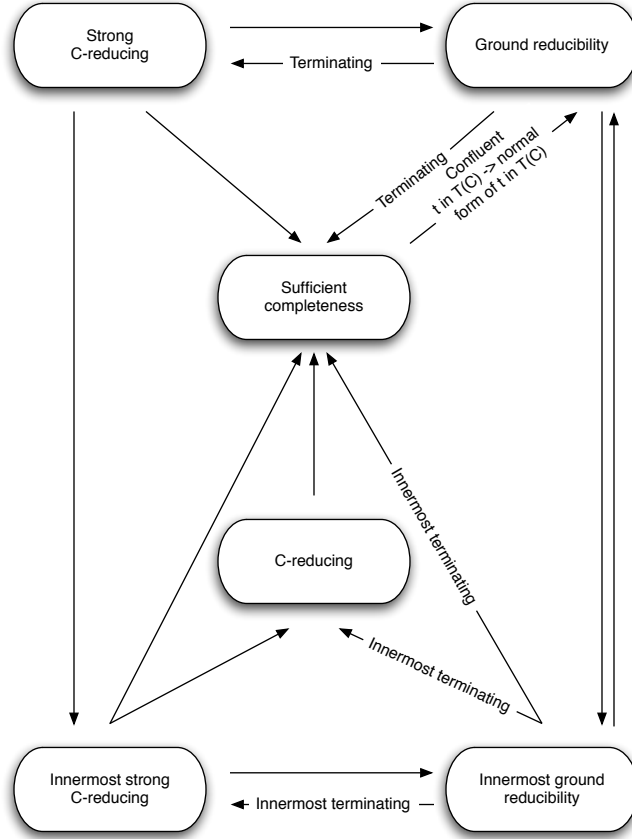 Strong
C-reducing
Ground reducibility
Terminating
Terminating
Confluent
t in T(C) -> normal
form of t in T(C)
Sufficient
completeness
Innermost terminating
C-reducing
Innermost terminating
Innermost strong
C-reducing
Innermost terminating
Innermost ground
reducibility